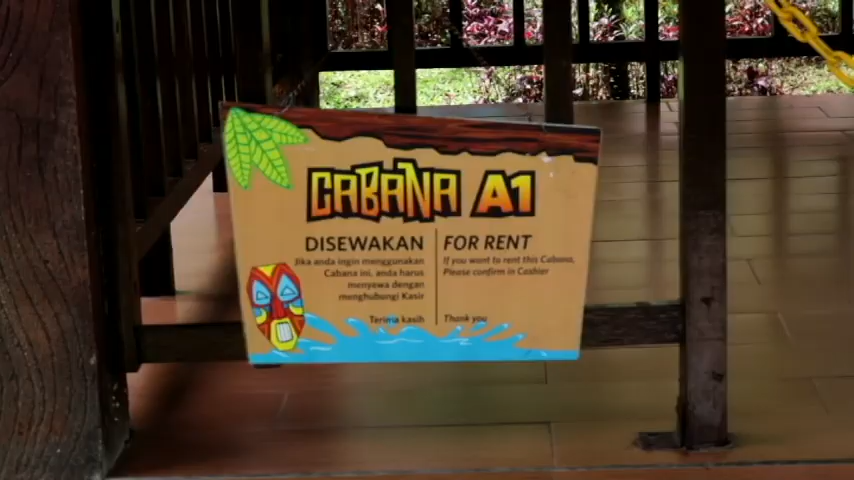 CABANA A1
DISEWAKAN
Jika anda ingin menggunakan
Cabana ini, anda harus
menyewa dengan
menghubungi Kasir
Terima kasih
FOR RENT
If you want to rent this Cabana,
Please confirm in Cashier
Thank you